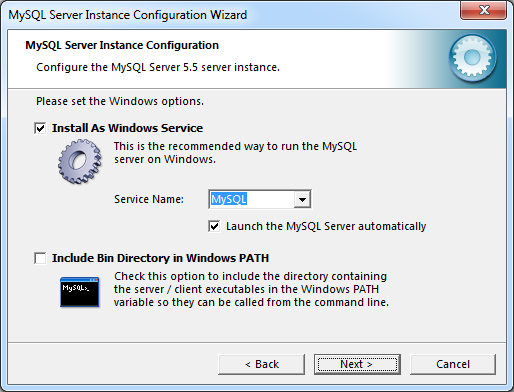 MySQL Server Instance Configuration Wizard
MySQL Server Instance Configuration
Configure the MySQL Server 5.5 server instance.
Please set the Windows options.
Install As Windows Service
This is the recommended way to run the MySQL
server on Windows.
Service Name: MySQL
Launch the MySQL Server automatically
Include Bin Directory in Windows PATH
MySQL>_
Check this option to include the directory containing
the server / client executables in the Windows PATH
variable so they can be called from the command line.
< Back Next > Cancel